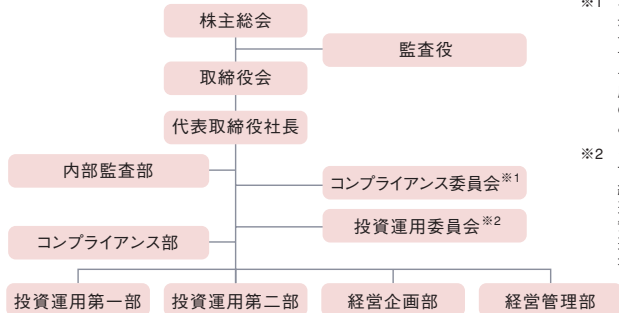 株主総会
※1
監査役
取締役会
代表取締役社長
内部監査部
※2
コンプライアンス委員会※1
投資運用委員会※2
コンプライアンス部
投資運用第一部
投資運用第二部
経営企画部
経営管理部